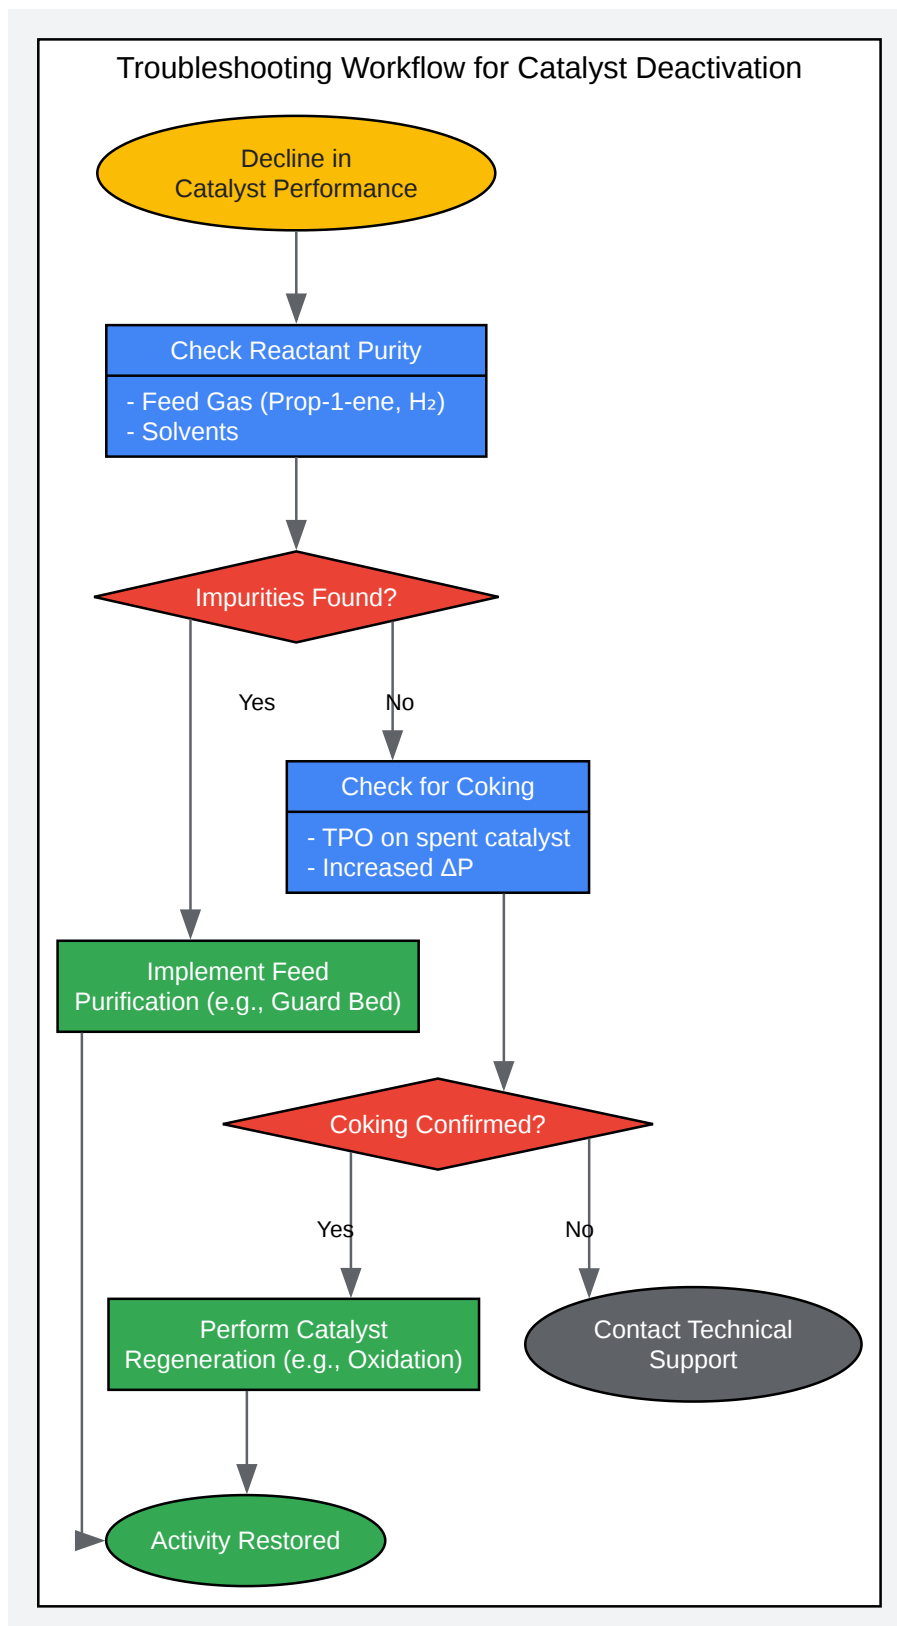 Troubleshooting Workflow for Catalyst Deactivation
Decline in
Catalyst Performance
Check Reactant Purity
- Feed Gas (Prop-1-ene, H₂)
- Solvents
Impurities Found?
Yes
No
Check for Coking
- TPO on spent catalyst
- Increased ΔP
Implement Feed
Purification (e.g., Guard Bed)
Coking Confirmed?
Yes
No
Perform Catalyst
Regeneration (e.g., Oxidation)
Contact Technical
Support
Activity Restored